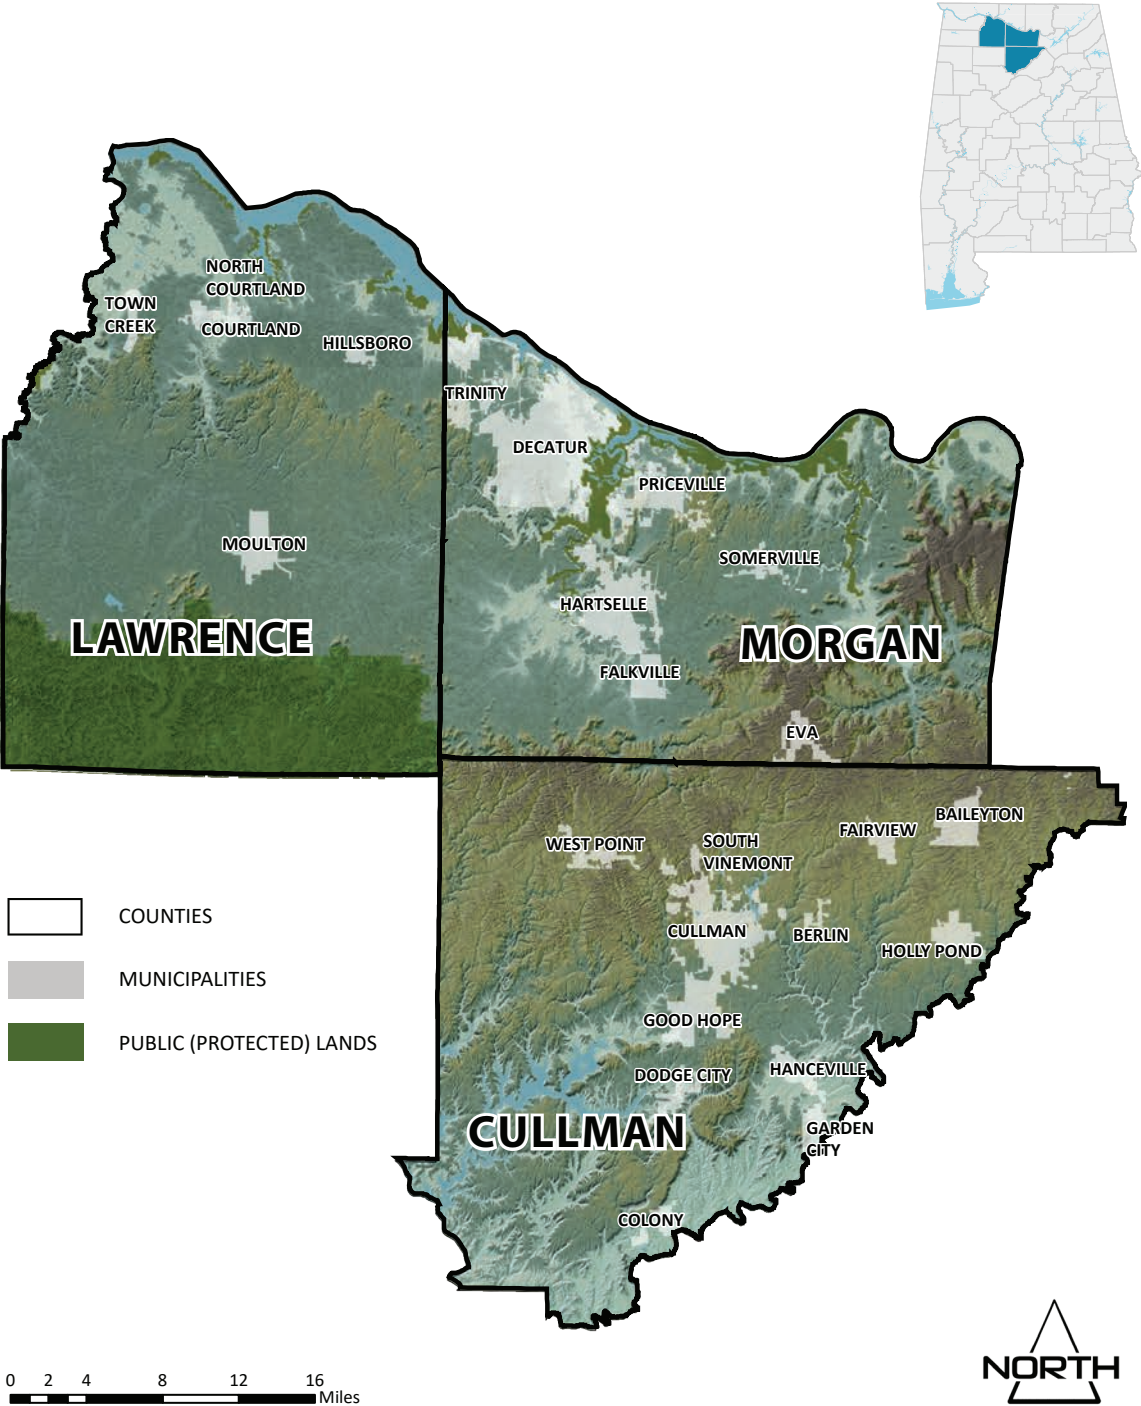 NORTH
COURTLAND
TOWN
CREEK
COURTLAND
HILLSBORO
TRINITY
DECATUR
PRICEVILLE
MOULTON
SOMERVILLE
HARTSELLE
LAWRENCE
MORGAN
FALKVILLE
EVA
BAILEYTON
FAIRVIEW
WEST POINT
SOUTH
VINEMONT
CULLMAN
BERLIN
HOLLY POND
GOOD HOPE
DODGE CITY
HANCEVILLE
CULLMAN
GARDEN
CITY
COLONY
COUNTIES
MUNICIPALITIES
PUBLIC (PROTECTED) LANDS
0 2 4 8 12 16
Miles
NORTH